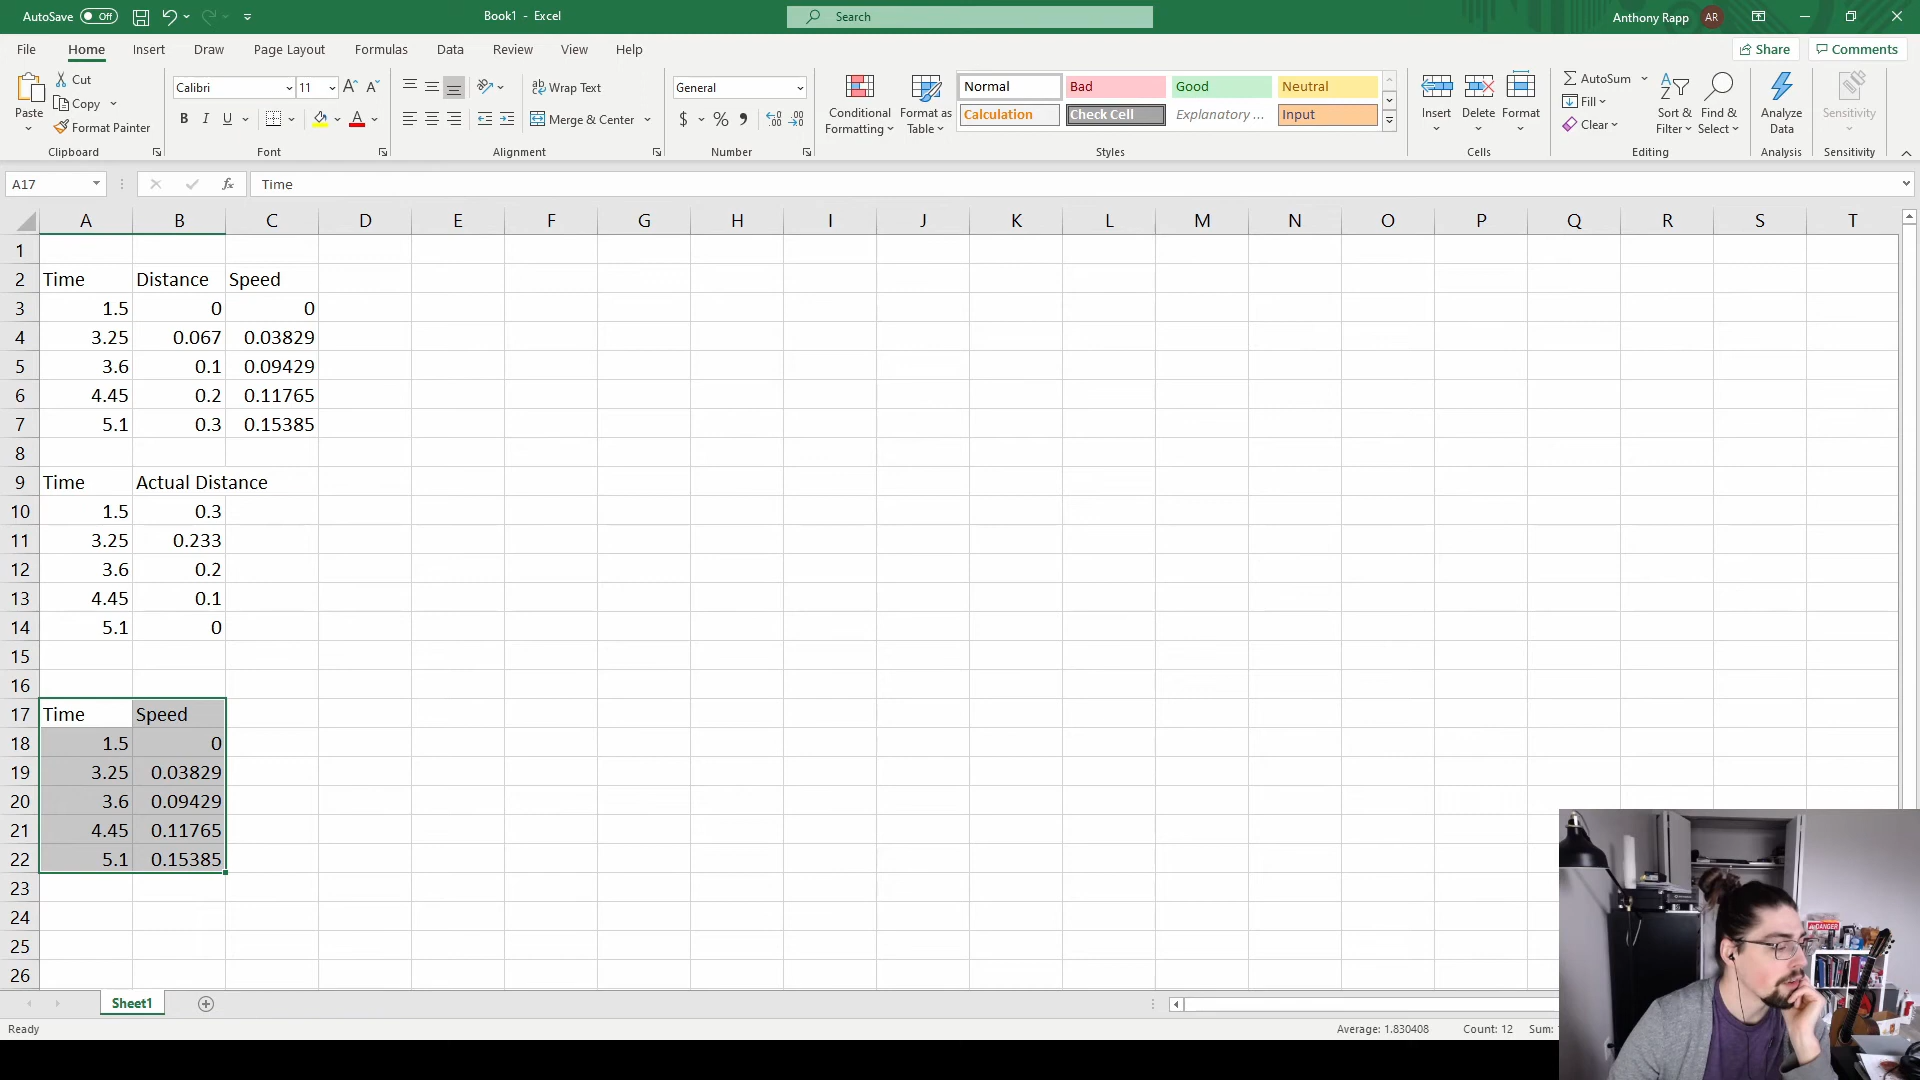 AutoSave Off Book1 - Excel Search Anthony Rapp AR
File Home Insert Draw Page Layout Formulas Data Review View Help Share Comments
Paste Cut Copy Format Painter Clipboard
Calibri 11 A A B I U A Font
Wrap Text Merge & Center Alignment
General $ % Number
Conditional Formatting Format as Table Normal Bad Good Neutral Calculation Check Cell Explanatory ... Input Styles
Insert Delete Format Cells
AutoSum Fill Clear Sort & Filter Find & Select Editing
Analyze Data Analysis
Sensitivity Sensitivity
A17 fx Time
A B C D E F G H I J K L M N O P Q R S T
1
2 Time Distance Speed
3 1.5 0 0
4 3.25 0.067 0.03829
5 3.6 0.1 0.09429
6 4.45 0.2 0.11765
7 5.1 0.3 0.15385
8
9 Time Actual Distance
10 1.5 0.3
11 3.25 0.233
12 3.6 0.2
13 4.45 0.1
14 5.1 0
15
16
17 Time Speed
18 1.5 0
19 3.25 0.03829
20 3.6 0.09429
21 4.45 0.11765
22 5.1 0.15385
23
24
25
26
DANGER
Sheet1
Ready Average: 1.830408 Count: 12 Sum: